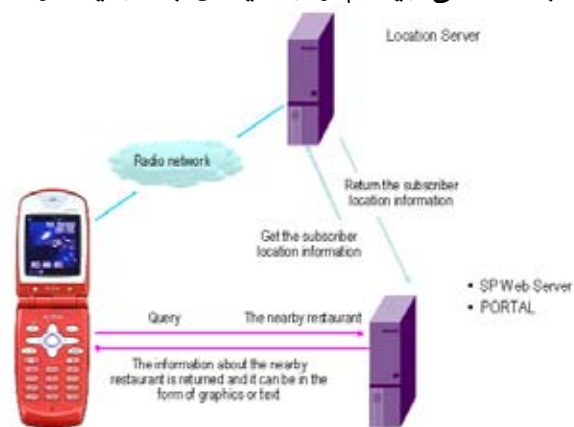 Location Server
Radio network
Return the subscriber
location information
Get the subscriber
location information
• SP Web Server
• PORTAL
Query The nearby restaurant
The information about the nearby
restaurant is returned and it can be in the
form of graphics or text